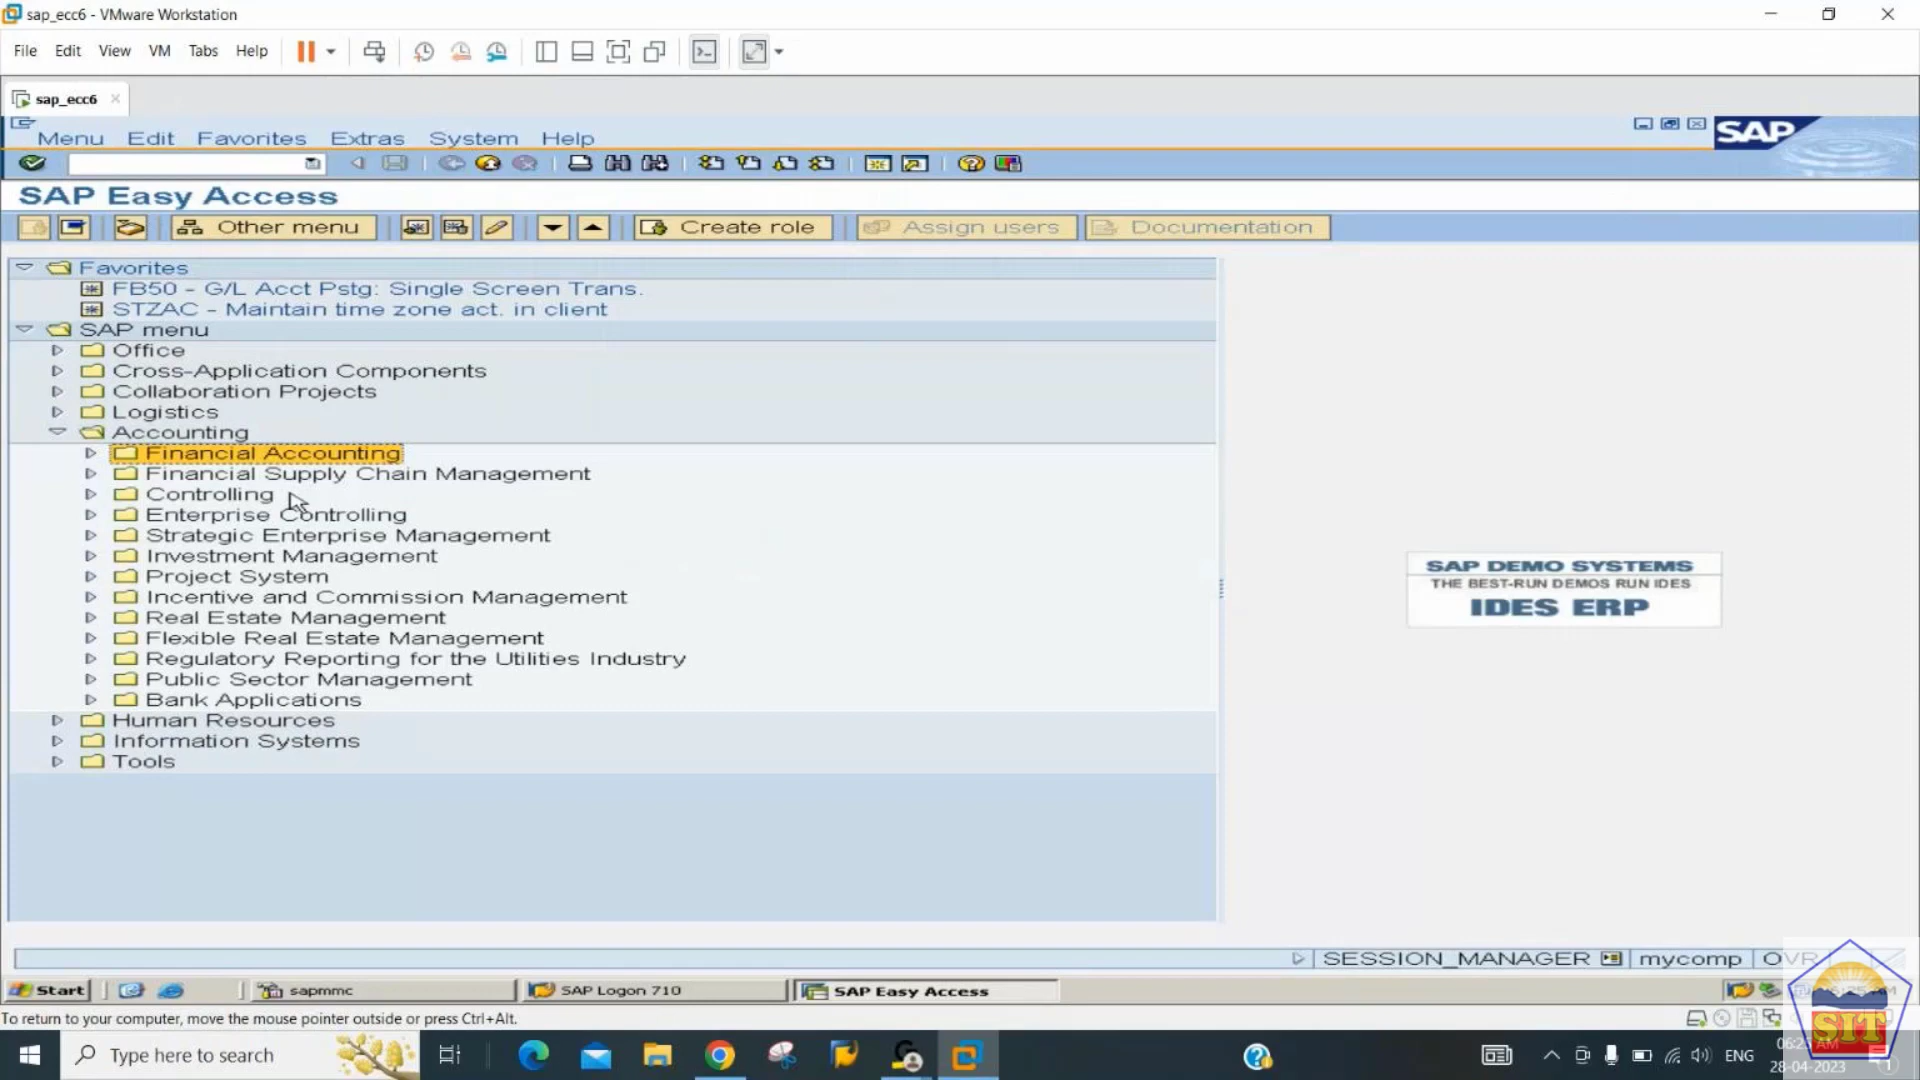 sap_ecc6 - VMware Workstation
File Edit View VM Tabs Help
sap_ecc6
Menu Edit Favorites Extras System Help
SAP
SAP Easy Access
Other menu Create role Assign users Documentation
Favorites
FB50 - G/L Acct Pstg: Single Screen Trans.
STZAC - Maintain time zone act. in client
SAP menu
Office
Cross-Application Components
Collaboration Projects
Logistics
Accounting
Financial Accounting
Financial Supply Chain Management
Controlling
Enterprise Controlling
Strategic Enterprise Management
Investment Management
Project System
Incentive and Commission Management
Real Estate Management
Flexible Real Estate Management
Regulatory Reporting for the Utilities Industry
Public Sector Management
Bank Applications
Human Resources
Information Systems
Tools
SAP DEMO SYSTEMS
THE BEST-RUN DEMOS RUN IDES
IDES ERP
SESSION_MANAGER mycomp OVR
Start sapmmc SAP Logon 710 SAP Easy Access
To return to your computer, move the mouse pointer outside or press Ctrl+Alt.
SIT
Type here to search
ENG
28-04-2023